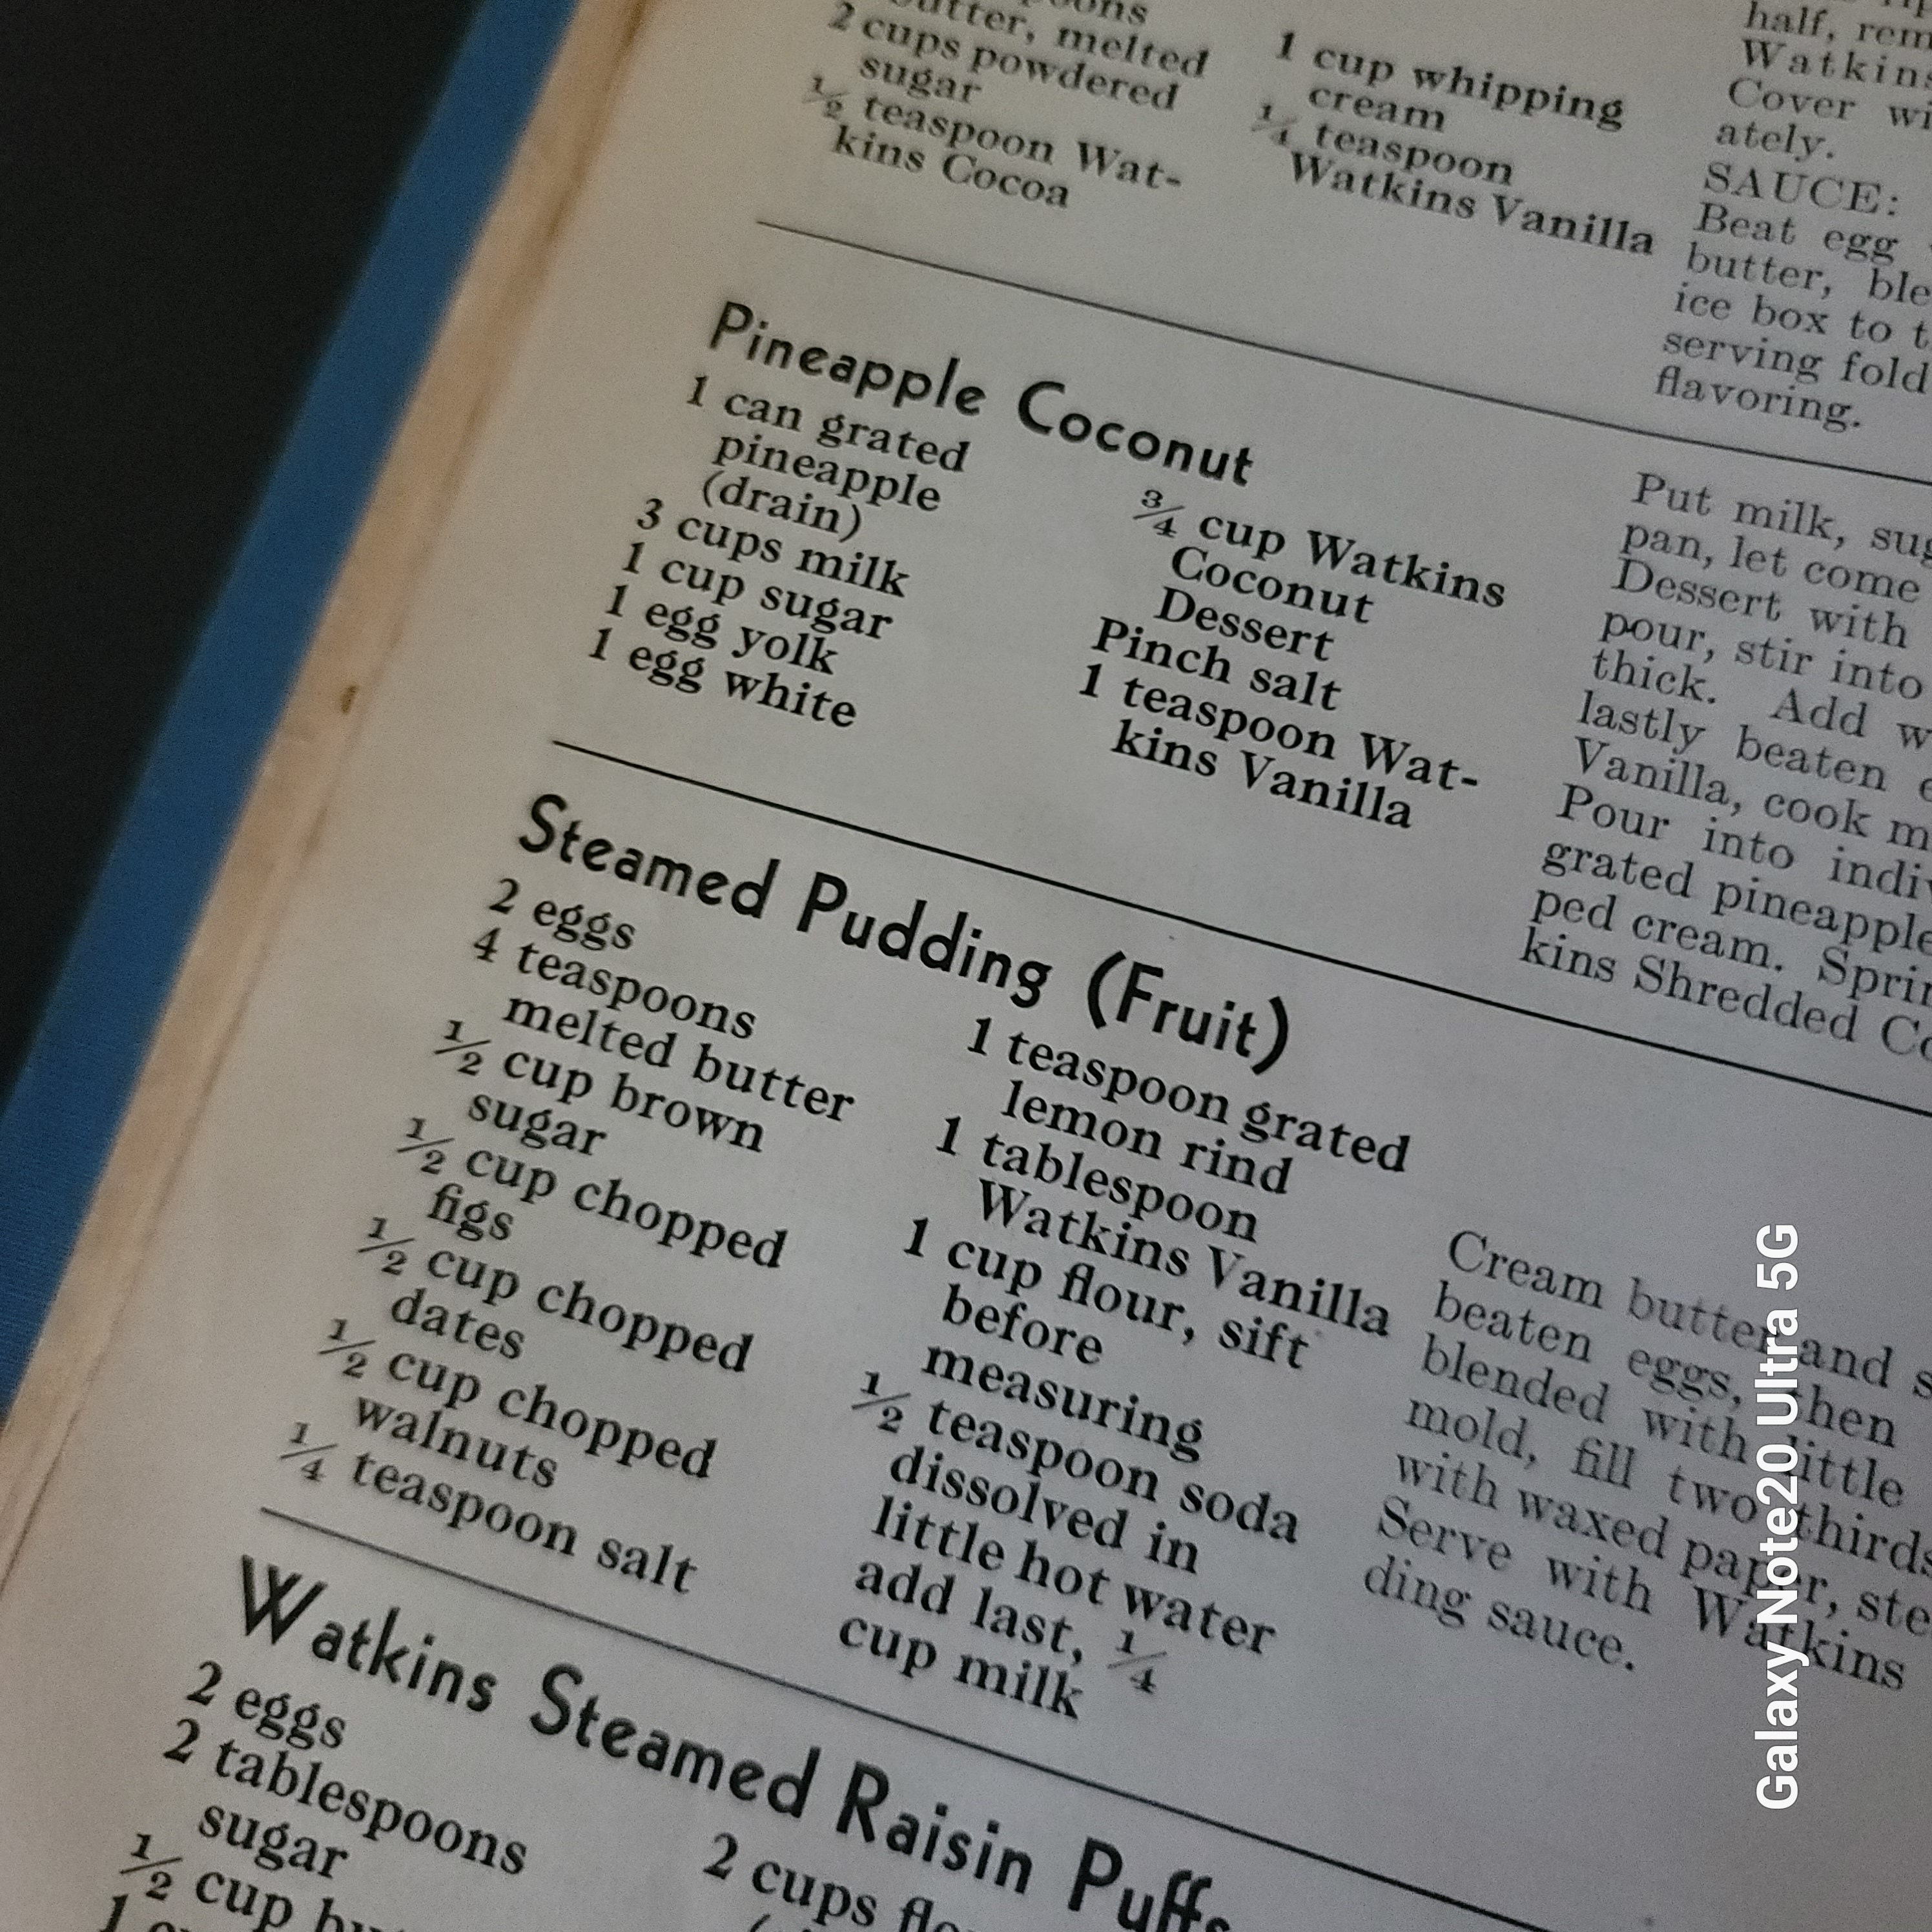 butter, melted
2 cups powdered
sugar
½ teaspoon Wat-
kins Cocoa
1 cup whipping
cream
¼ teaspoon
Watkins Vanilla
half,
Watkins
Cover
ately.
SAUCE:
Beat egg
butter,
ice box to
serving fold
flavoring.
Pineapple Coconut
1 can grated
pineapple
(drain)
3 cups milk
1 cup sugar
1 egg yolk
1 egg white
¾ cup Watkins
Coconut
Dessert
Pinch salt
1 teaspoon Wat-
kins Vanilla
Put milk,
pan, let come
Dessert with
pour, stir into
thick. Add
lastly beaten
Vanilla, cook
Pour into
grated pineapple
ped cream.
kins Shredded
Steamed Pudding (Fruit)
2 eggs
4 teaspoons
melted butter
½ cup brown
sugar
½ cup chopped
figs
½ cup chopped
dates
½ cup chopped
walnuts
¼ teaspoon salt
1 teaspoon grated
lemon rind
1 tablespoon
Watkins Vanilla
1 cup flour, sift
before
measuring
½ teaspoon soda
dissolved in
little hot water
add last, ¼
cup milk
Cream butter and
beaten eggs, then
blended with little
mold, fill two thirds
with waxed paper,
Serve with Watkins
ding sauce.
Watkins Steamed Raisin Puffs
2 eggs
2 tablespoons
sugar
½ cup
1
2 cups
Galaxy Note20 Ultra 5G